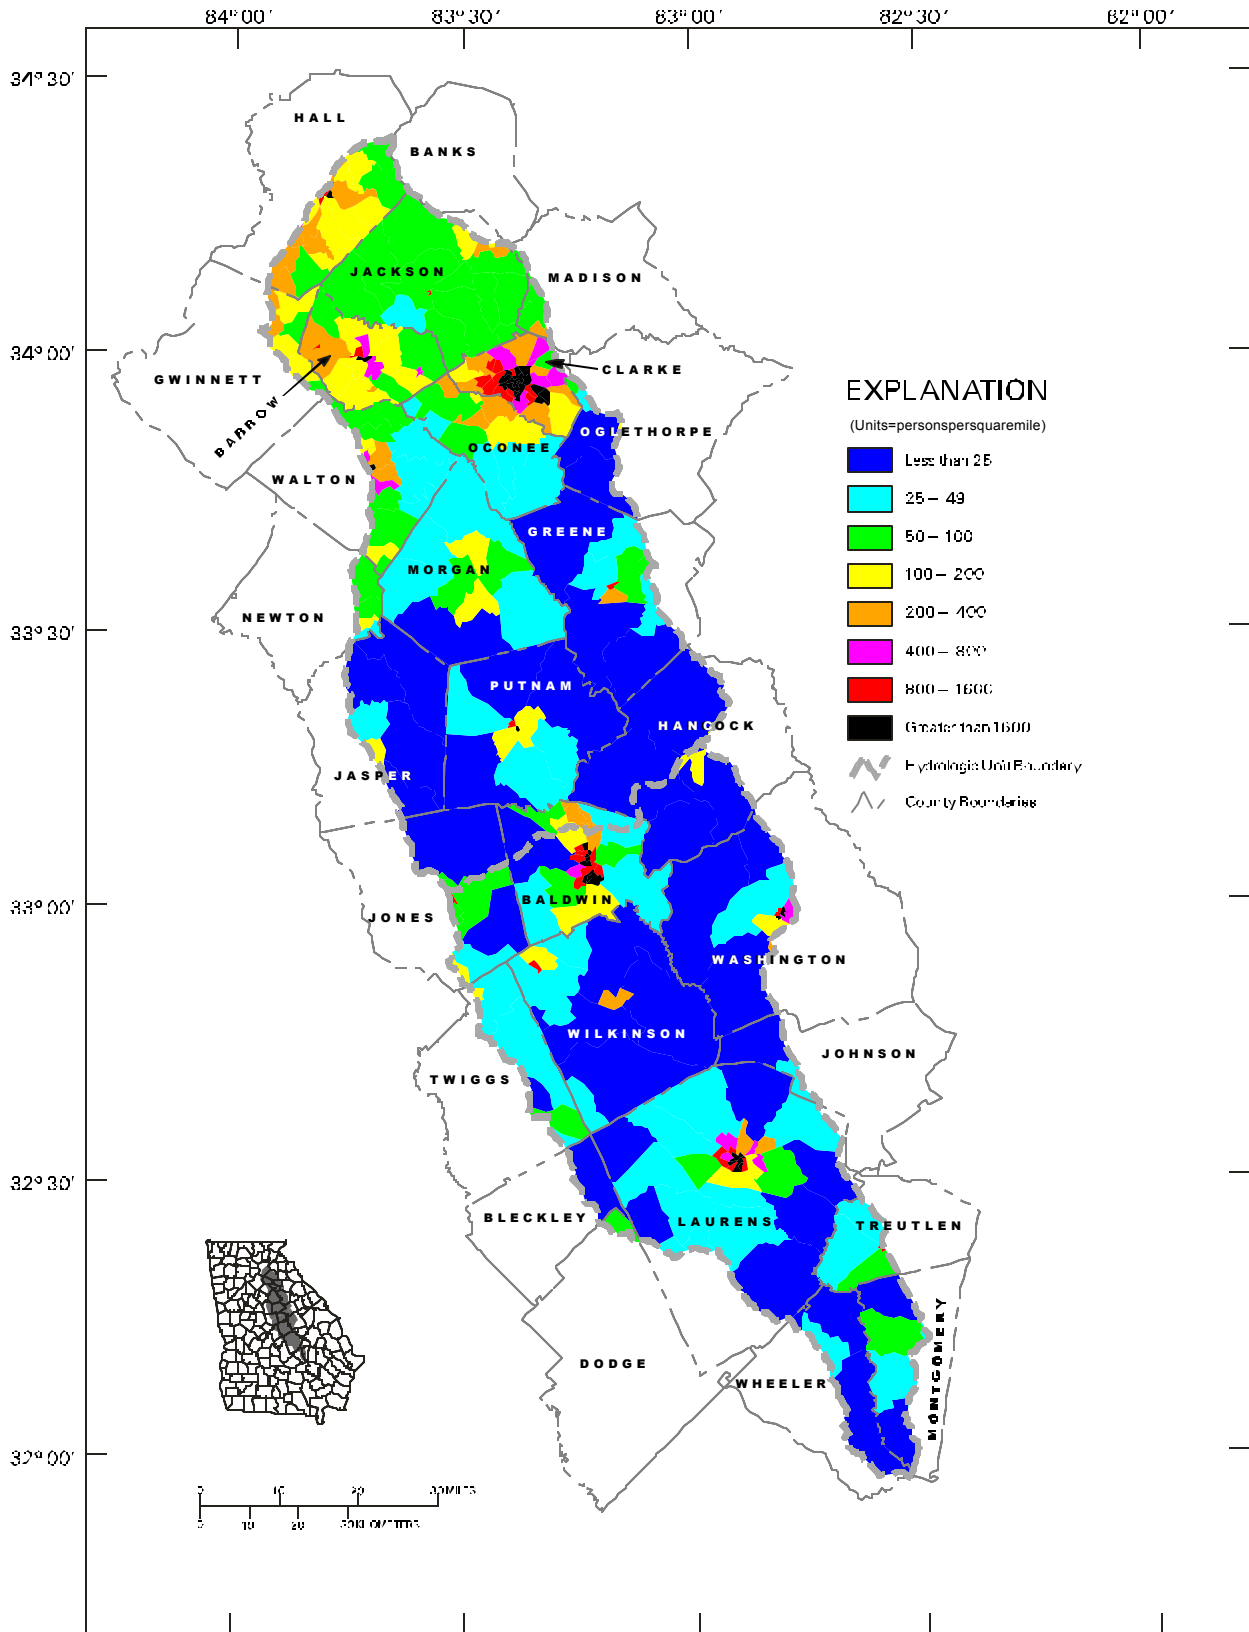 84°00′ 83°30′ 83°00′ 82°30′ 82°00′
34°30′
34°00′
33°30′
33°00′
32°30′
32°00′
HALL
BANKS
JACKSON
MADISON
GWINNETT
CLARKE
BARROW
OGLETHORPE
OCONEE
WALTON
GREENE
MORGAN
NEWTON
PUTNAM
HANCOCK
JASPER
BALDWIN
JONES
WASHINGTON
WILKINSON
JOHNSON
TWIGGS
BLECKLEY
LAURENS
TREUTLEN
MONTGOMERY
DODGE
WHEELER
EXPLANATION
(Units=personspersquaremile)
Less than 25
25 – 49
50 – 100
100 – 200
200 – 400
400 – 800
800 – 1600
Greater than 1600
Hydrologic Unit Boundary
County Boundaries
0 10 20 30 MILES
0 10 20 30 KILOMETERS